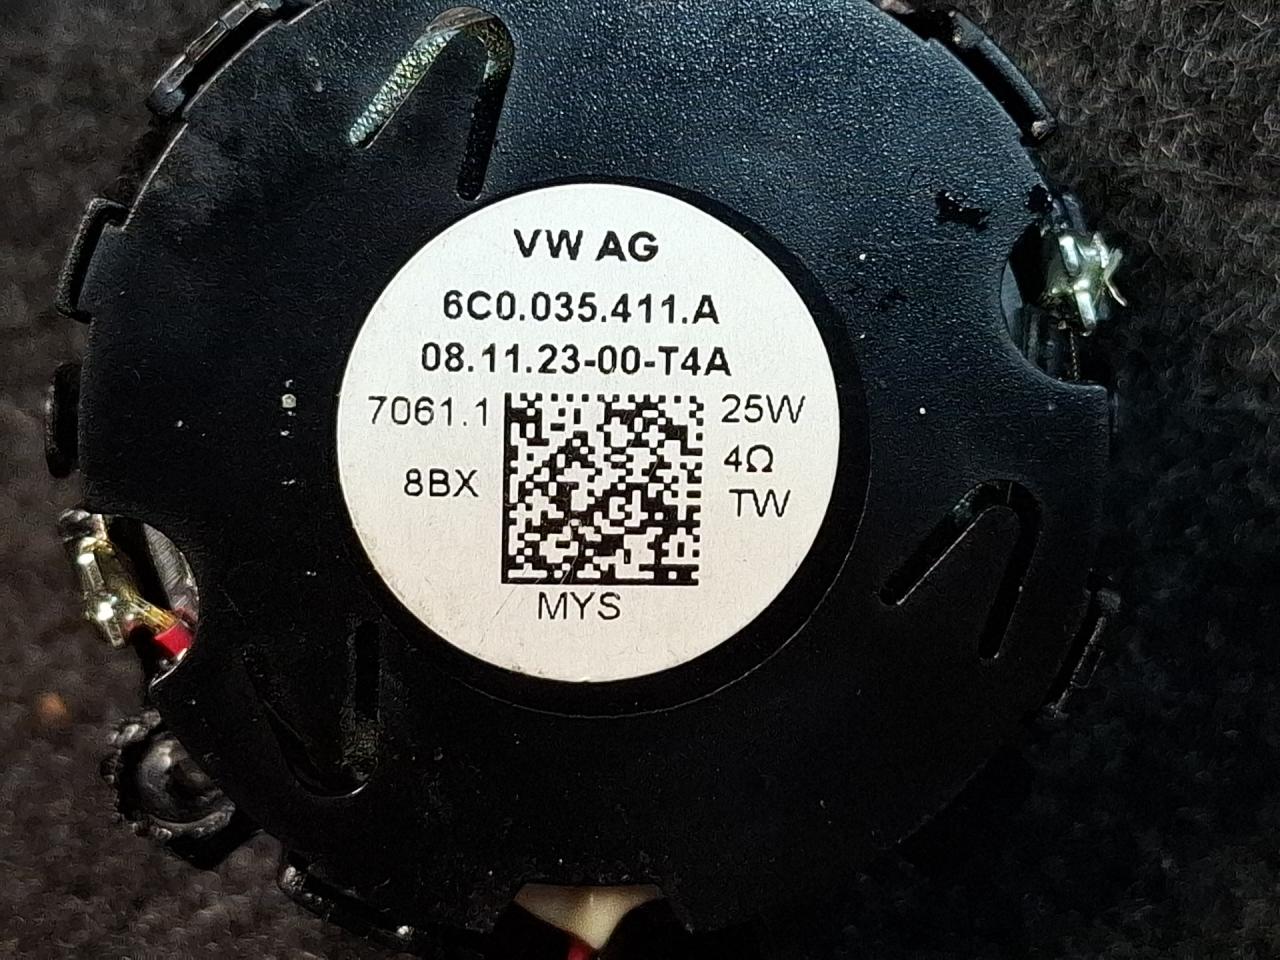 VW AG
6C0.035.411.A
08.11.23-00-T4A
7061.1 25W
4Ω
8BX TW
MYS